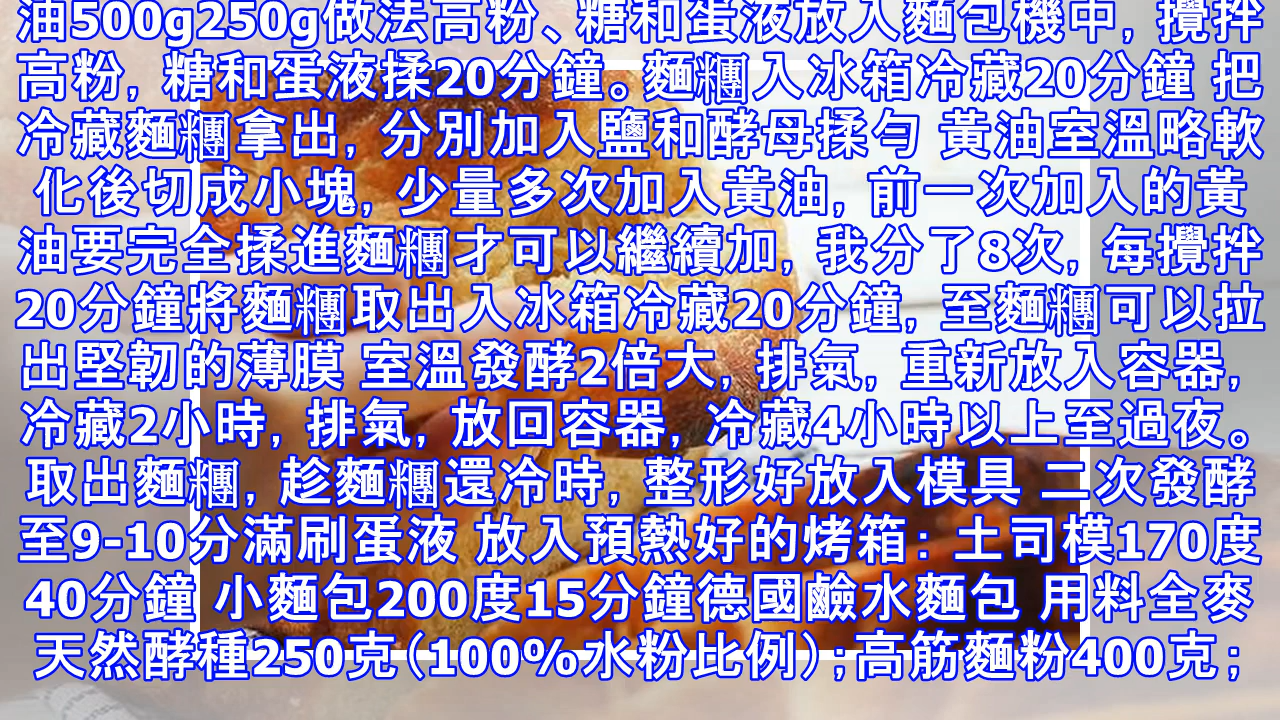 油500g250g做法高粉、糖和蛋液放入麵包機中, 攪拌
高粉, 糖和蛋液揉20分鐘。麵糰入冰箱冷藏20分鐘 把
冷藏麵糰拿出, 分別加入鹽和酵母揉勻 黃油室溫略軟
化後切成小塊, 少量多次加入黃油, 前一次加入的黃
油要完全揉進麵糰才可以繼續加, 我分了8次, 每攪拌
20分鐘將麵糰取出入冰箱冷藏20分鐘, 至麵糰可以拉
出堅韌的薄膜 室溫發酵2倍大, 排氣, 重新放入容器,
冷藏2小時, 排氣, 放回容器, 冷藏4小時以上至過夜。
取出麵糰, 趁麵糰還冷時, 整形好放入模具 二次發酵
至9-10分滿刷蛋液 放入預熱好的烤箱: 土司模170度
40分鐘 小麵包200度15分鐘德國鹼水麵包 用料全麥
天然酵種250克(100%水粉比例);高筋麵粉400克;